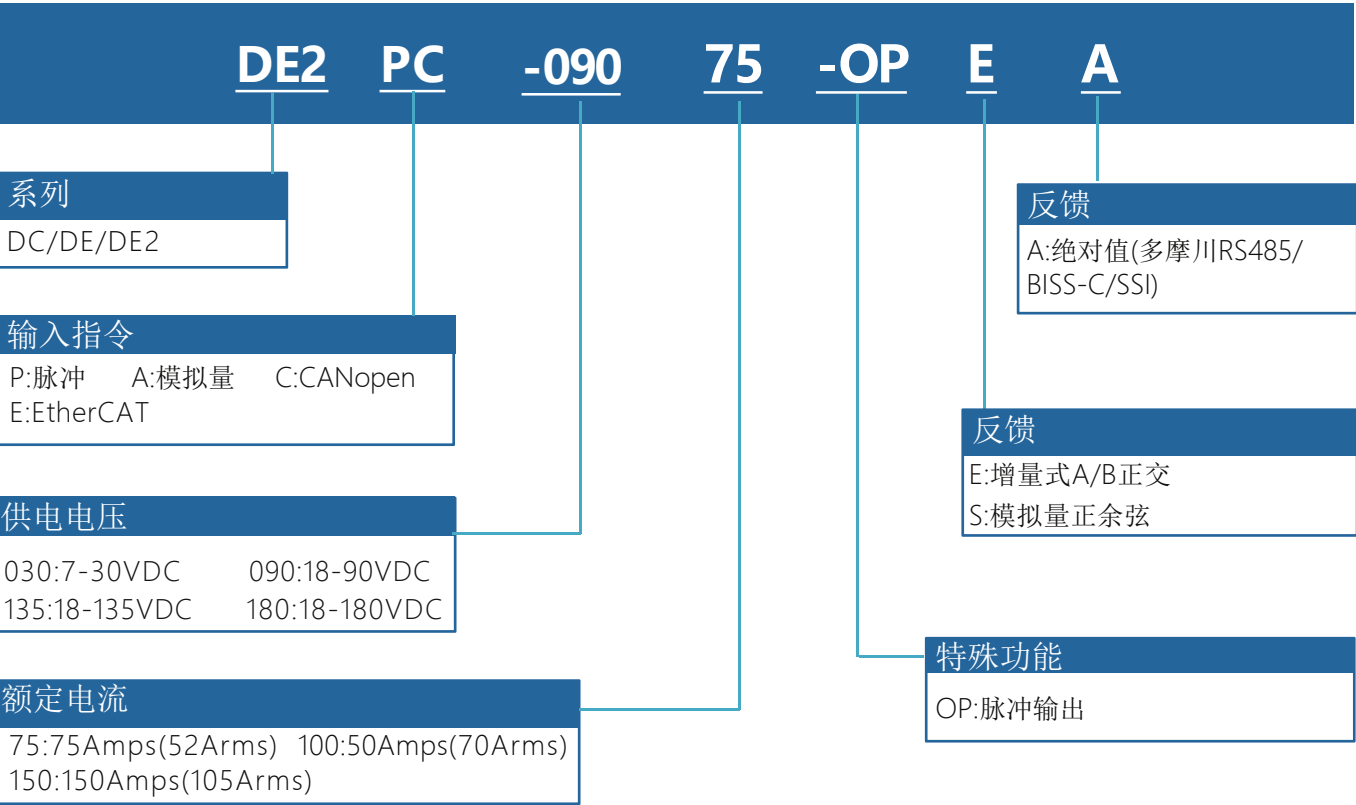 DE2 PC -090 75 -OP E A
系列
DC/DE/DE2
输入指令
P:脉冲 A:模拟量 C:CANopen
E:EtherCAT
供电电压
030:7-30VDC 090:18-90VDC
135:18-135VDC 180:18-180VDC
额定电流
75:75Amps(52Arms) 100:50Amps(70Arms)
150:150Amps(105Arms)
反馈
A:绝对值(多摩川RS485/
BISS-C/SSI)
反馈
E:增量式A/B正交
S:模拟量正余弦
特殊功能
OP:脉冲输出